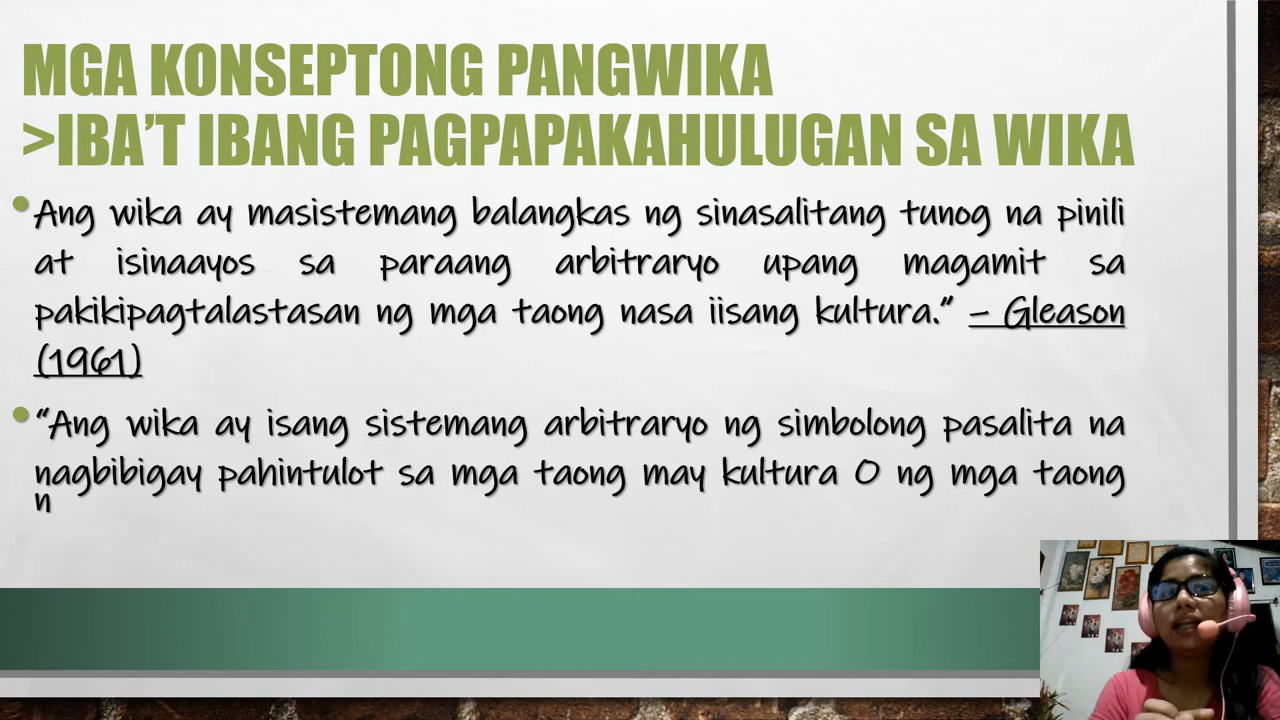 MGA KONSEPTONG PANGWIKA
>IBA’T IBANG PAGPAPAKAHULUGAN SA WIKA
Ang wika ay masistemang balangkas ng sinasalitang tunog na pinili
at isinaayos sa paraang arbitraryo upang magamit sa
pakikipagtalastasan ng mga taong nasa iisang kultura.” – Gleason
(1961)
“Ang wika ay isang sistemang arbitraryo ng simbolong pasalita na
nagbibigay pahintulot sa mga taong may kultura O ng mga taong
n